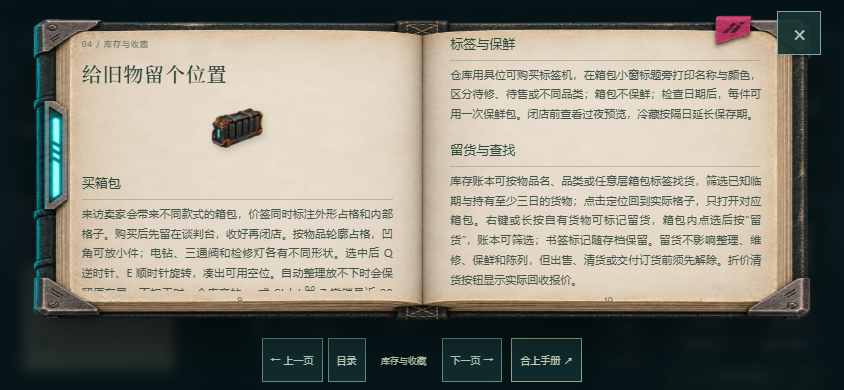 04 / 库存与收藏
给旧物留个位置
买箱包
来访卖家会带来不同款式的箱包，价签同时标注外形占格和内部
格子。购买后先留在谈判台，收好再闭店。按物品轮廓占格，凹
角可放小件；电钻、三通阀和检修灯各有不同形状。选中后 Q
逆时针、E 顺时针旋转，凑出可用空位。自动整理放不下时会保
9
标签与保鲜
仓库用具位可购买标签机，在箱包小窗标题旁打印名称与颜色，
区分待修、待售或不同品类；箱包不保鲜；检查日期后，每件可
用一次保鲜包。闭店前查看过夜预览，冷藏按隔日延长保存期。
留货与查找
库存账本可按物品名、品类或任意层箱包标签找货，筛选已知临
期与持有至少三日的货物；点击定位回到实际格子，只打开对应
箱包。右键或长按自有货物可标记留货，箱包内点选后按“留
货”，账本可筛选；书签标记随存档保留。留货不影响整理、维
修、保鲜和陈列，但出售、清货或交付订货前须先解除。折价清
货按钮显示实际回收报价。
10
×
← 上一页
目录
库存与收藏
下一页 →
合上手册 ↗